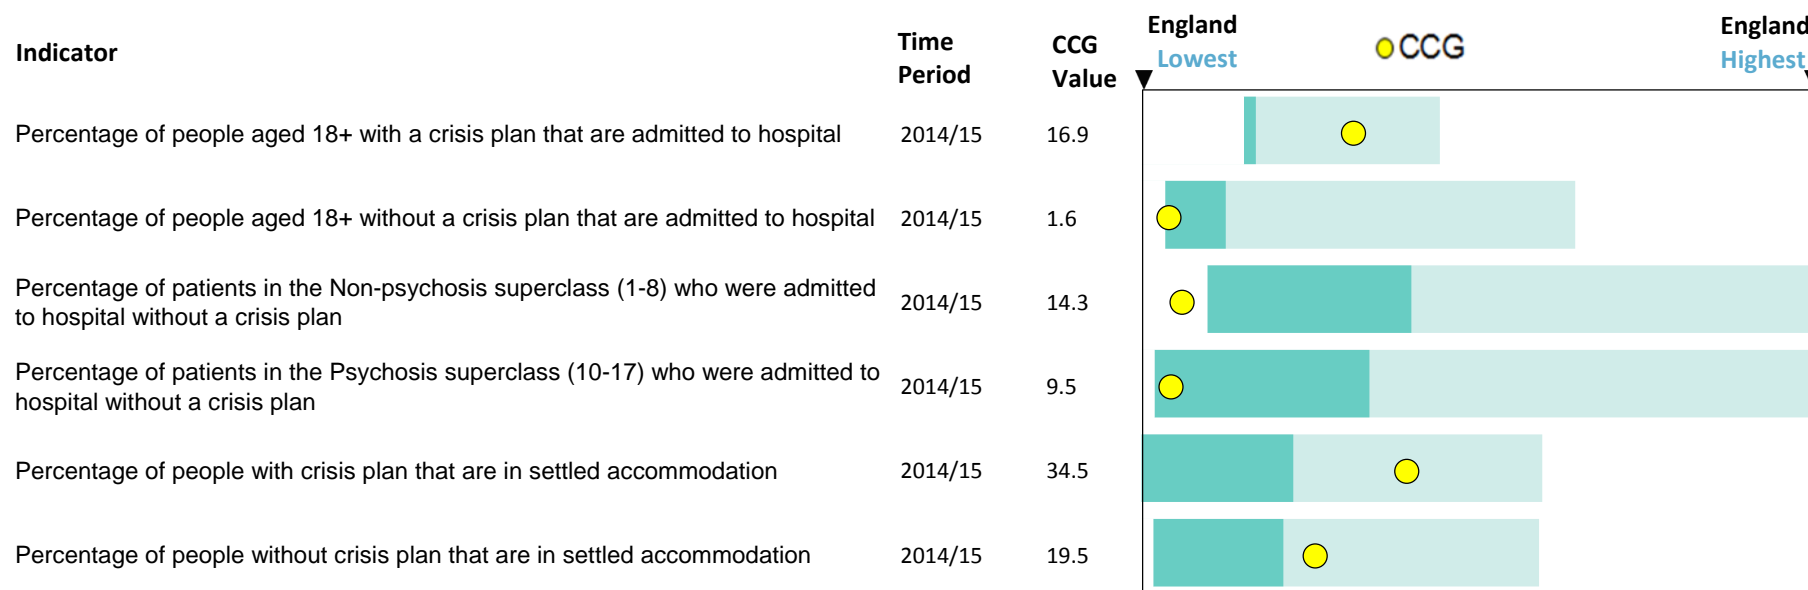 Indicator
Time
Period
CCG
Value
England
Lowest
CCG
England
Highest
Percentage of people aged 18+ with a crisis plan that are admitted to hospital 2014/15 16.9
Percentage of people aged 18+ without a crisis plan that are admitted to hospital 2014/15 1.6
Percentage of patients in the Non-psychosis superclass (1-8) who were admitted
to hospital without a crisis plan 2014/15 14.3
Percentage of patients in the Psychosis superclass (10-17) who were admitted to
hospital without a crisis plan 2014/15 9.5
Percentage of people with crisis plan that are in settled accommodation 2014/15 34.5
Percentage of people without crisis plan that are in settled accommodation 2014/15 19.5